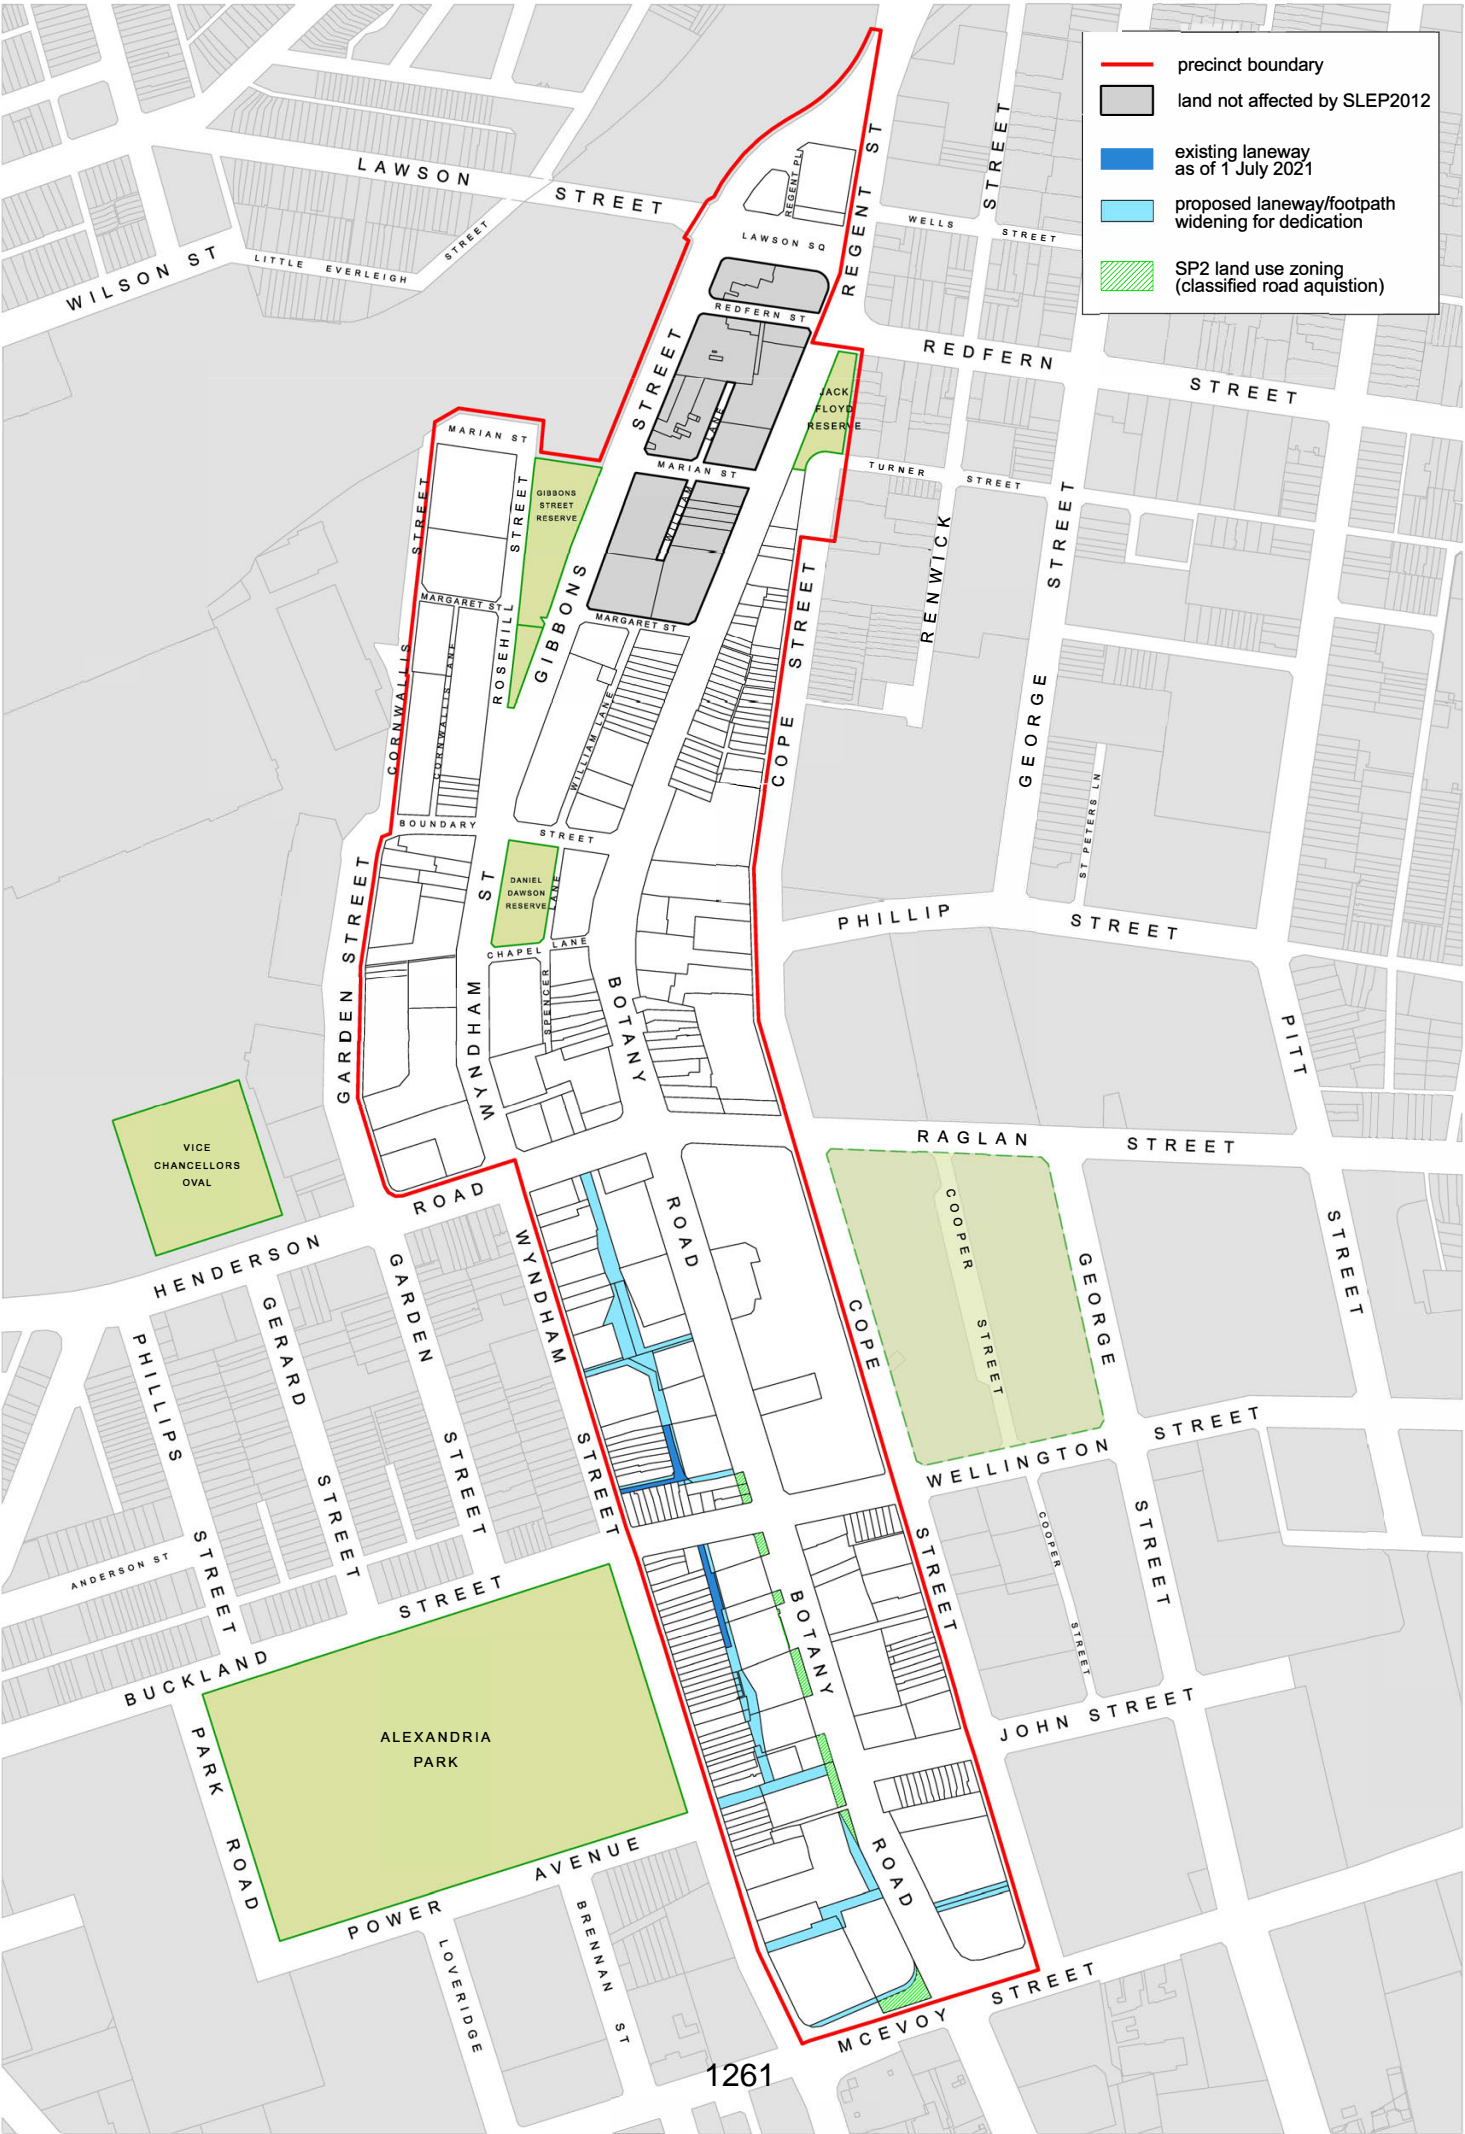 precinct boundary
land not affected by SLEP2012
existing laneway
as of 1 July 2021
proposed laneway/footpath
widening for dedication
SP2 land use zoning
(classified road aquistion)
LAWSON STREET
WILSON ST
LITTLE EVERLEIGH STREET
REGENT PL
REGENT ST
STREET
WELLS STREET
LAWSON SQ
REDFERN ST
REDFERN STREET
JACK
FLOYD
RESERVE
LANE
MARIAN ST
MARIAN ST
TURNER STREET
GIBBONS
STREET
RESERVE
WILLIAM
GIBBONS STREET
CORNWALLIS STREET
ROSEHILL STREET
MARGARET ST
MARGARET ST
CORNWALLIS LANE
WILLIAM LANE
COPE STREET
RENWICK
GEORGE STREET
ST PETERS LN
BOUNDARY STREET
DANIEL
DAWSON
RESERVE
LANE
CHAPEL LANE
SPENCER
GARDEN STREET
WYNDHAM ST
BOTANY ROAD
PHILLIP STREET
PITT STREET
RAGLAN STREET
VICE
CHANCELLORS
OVAL
HENDERSON ROAD
WYNDHAM STREET
COOPER STREET
GEORGE STREET
COPE STREET
WELLINGTON STREET
PHILLIPS STREET
GERARD STREET
GARDEN STREET
ANDERSON ST
BUCKLAND STREET
COOPER STREET
BOTANY ROAD
JOHN STREET
ALEXANDRIA
PARK
PARK ROAD
POWER AVENUE
LOVERIDGE
BRENNAN ST
MCEVOY STREET
1261